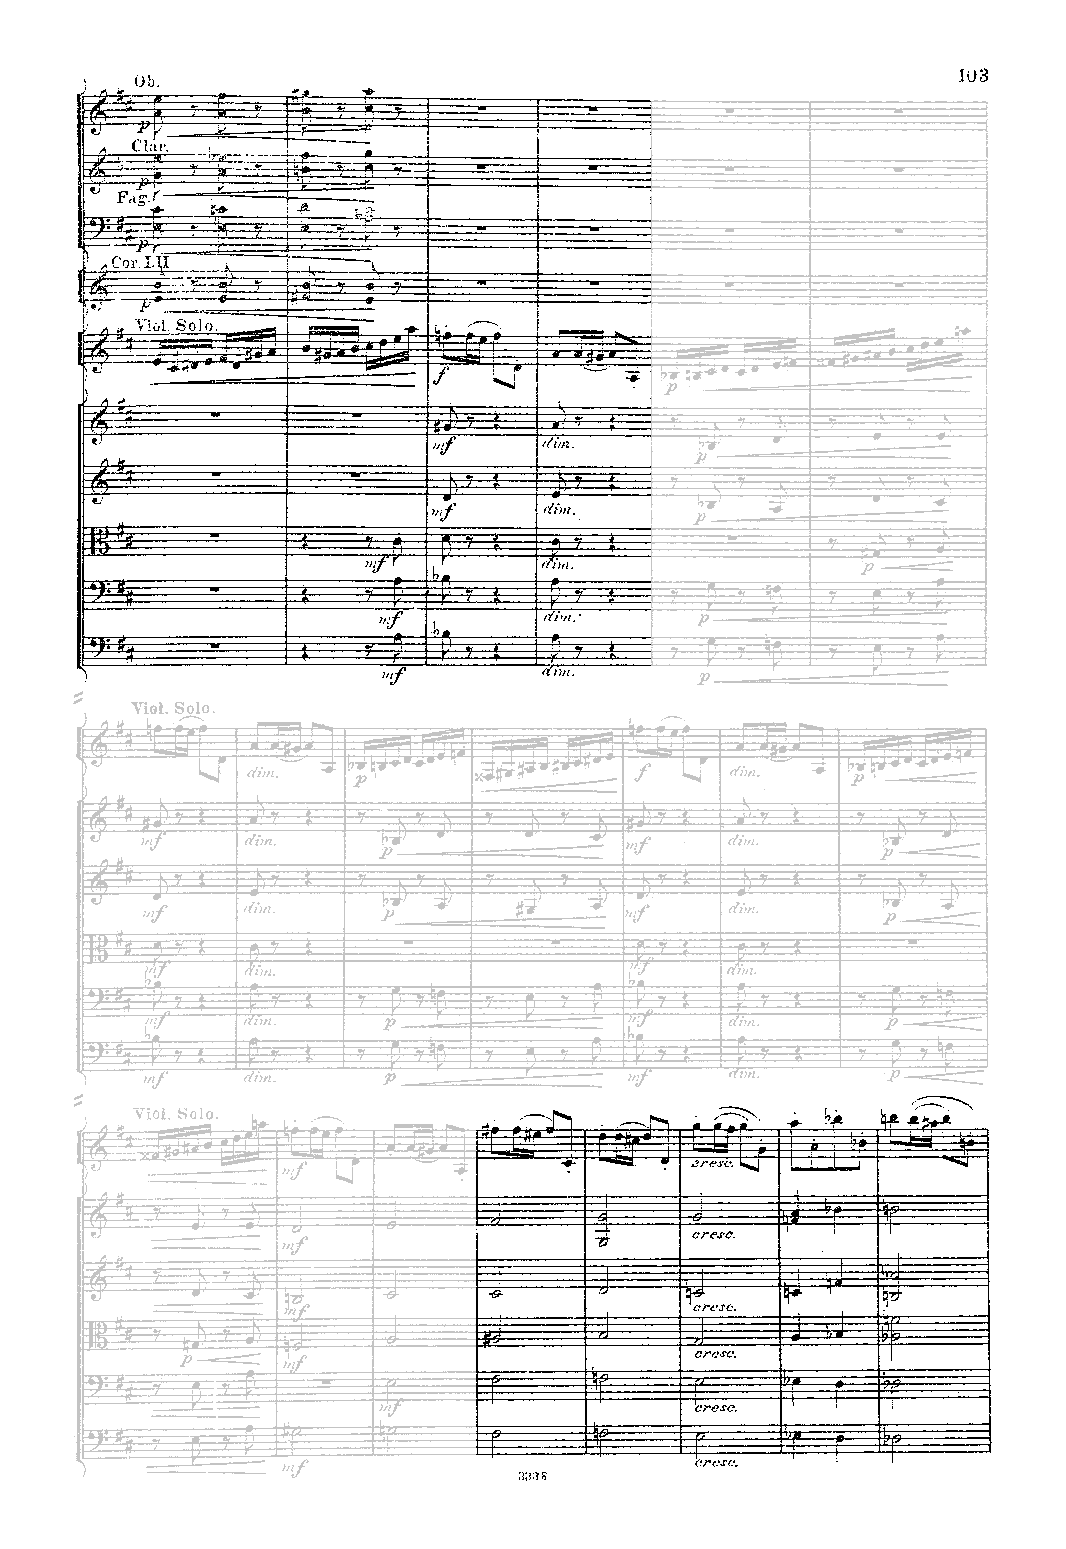 103
Ob.
p
Clar.
p
Fag.
p
Cor. I.II
p
Viol. Solo.
f
p
mf dim. p
mf dim. p
mf dim. p
mf dim. p
mf dim. p
Viol. Solo.
dim. p f dim. p
mf dim. p mf dim. p
mf dim. p mf dim. p
mf dim. mf dim.
mf dim. p mf dim. p
mf dim. p mf dim. p
Viol. Solo.
mf cresc.
mf cresc.
mf cresc.
p mf cresc.
mf cresc.
mf cresc.